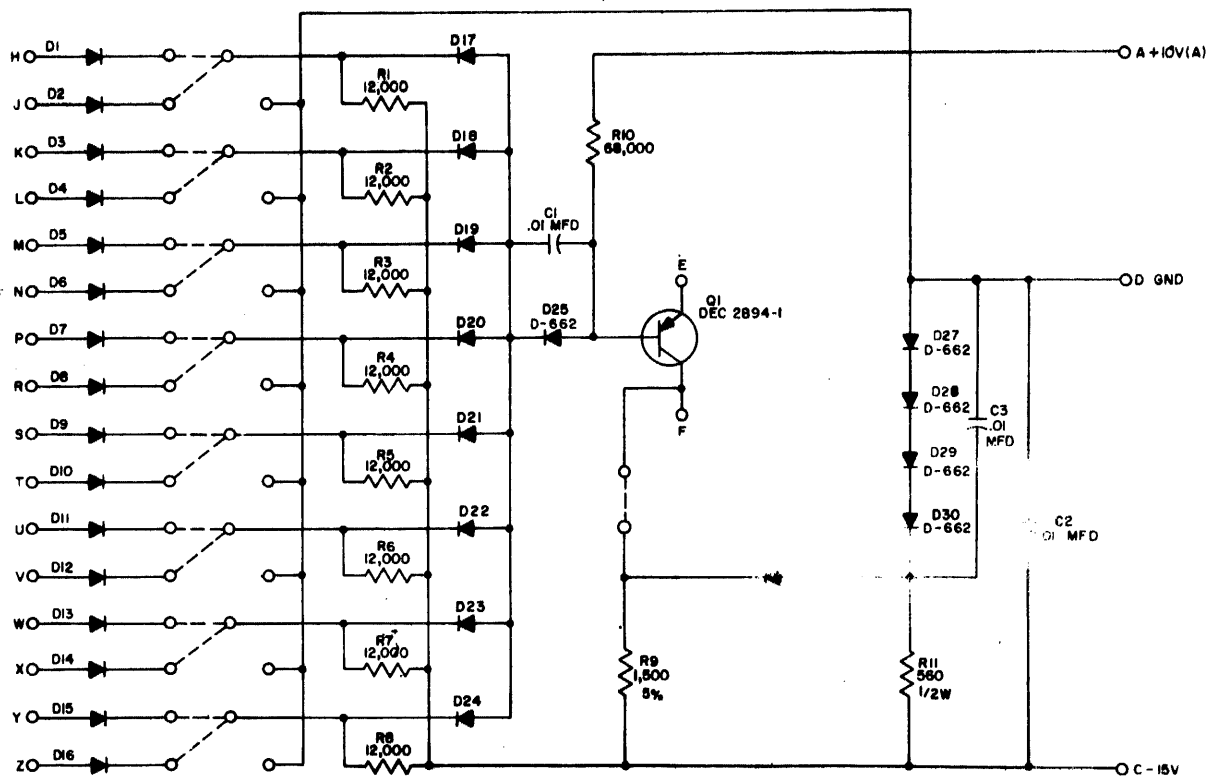 H D1
J D2
K D3
L D4
M D5
N D6
P D7
R D8
S D9
T D10
U D11
V D12
W D13
X D14
Y D15
Z D16
D17
R1
12,000
D18
R2
12,000
D19
R3
12,000
D20
R4
12,000
D21
R5
12,000
D22
R6
12,000
D23
R7
12,000
D24
R8
12,000
C1
.01 MFD
D25
D-662
R10
68,000
E
Q1
DEC 2894-1
F
R9
1,500
5%
A +10V(A)
D GND
D27
D-662
D28
D-662
D29
D-662
D30
D-662
C3
.01
MFD
C2
.01 MFD
R11
560
1/2W
C -15V